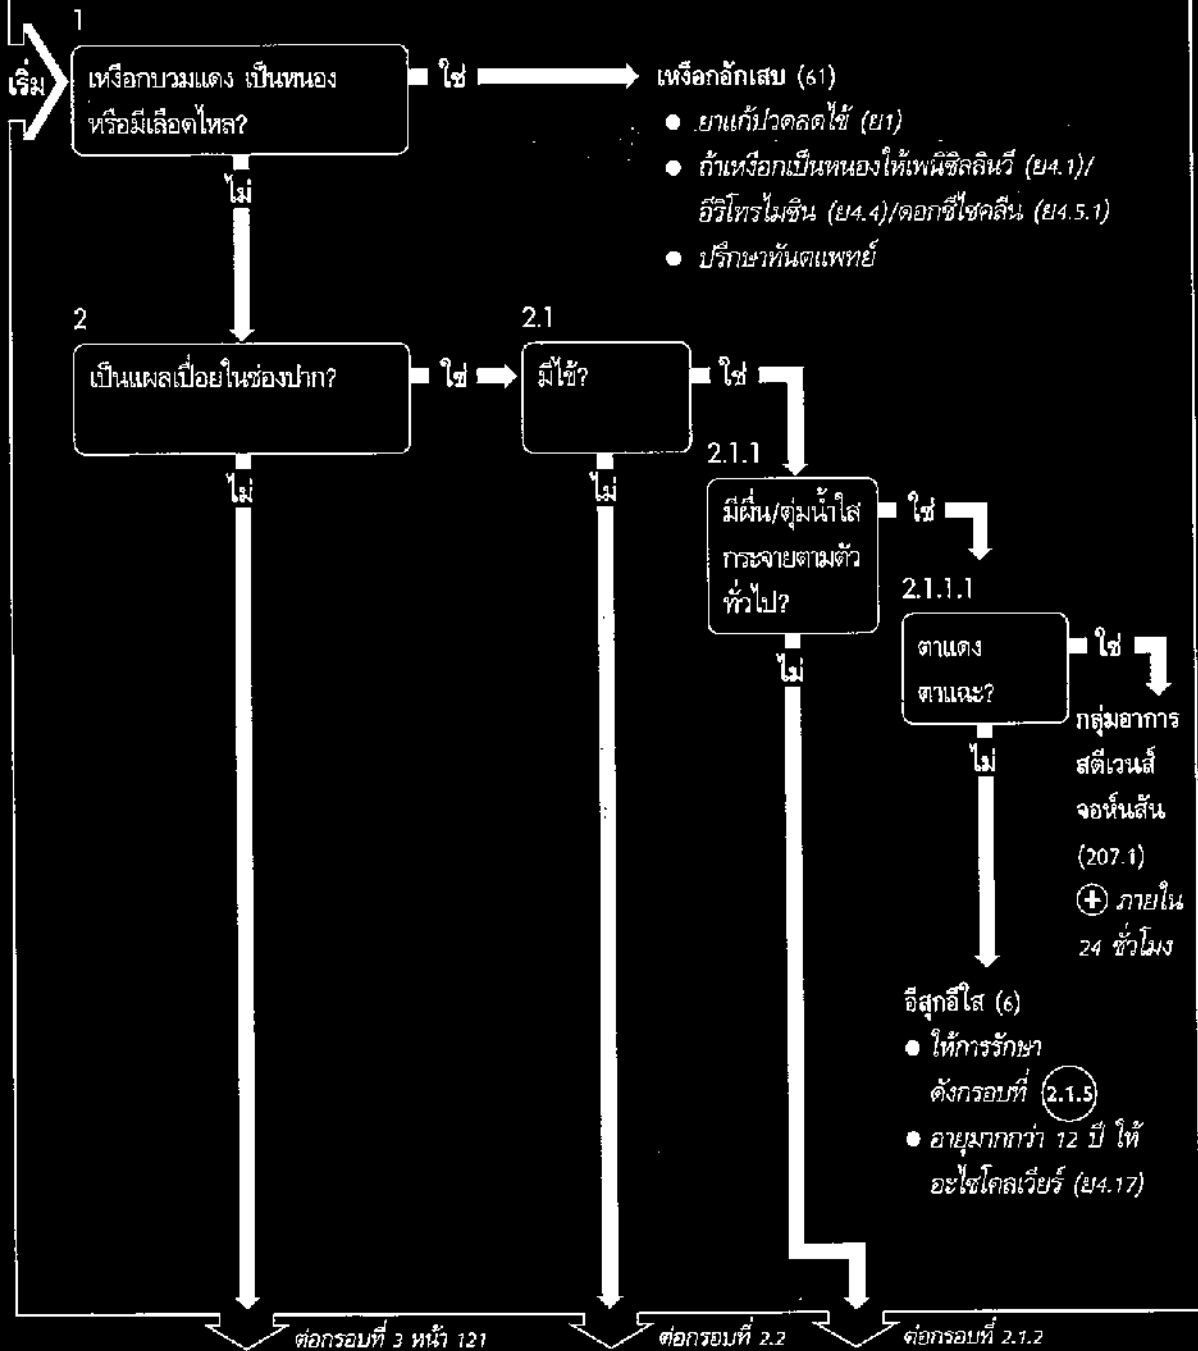 1
เริ่ม
เหงือกบวมแดง เป็นหนอง
หรือมีเลือดไหล?
ใช่
เหงือกอักเสบ (61)
● ยาแก้ปวดลดไข้ (ย1)
● ถ้าเหงือกเป็นหนองให้เพนิซิลลินวี (ย4.1)/
อีริโทรไมซิน (ย4.4)/ดอกซีไซคลีน (ย4.5.1)
● ปรึกษาทันตแพทย์
ไม่
2
เป็นแผลเปื่อยในช่องปาก?
ใช่
2.1
มีไข้?
ใช่
ไม่
ไม่
2.1.1
มีผื่น/ตุ่มน้ำใส
กระจายตามตัว
ทั่วไป?
ใช่
ไม่
2.1.1.1
ตาแดง
ตาแฉะ?
ใช่
กลุ่มอาการ
สตีเวนส์
จอห์นสัน
(207.1)
+ ภายใน
24 ชั่วโมง
ไม่
อีสุกอีใส (6)
● ให้การรักษา
ดังกรอบที่ 2.1.5
● อายุมากกว่า 12 ปี ให้
อะไซโคลเวียร์ (ย4.17)
ต่อกรอบที่ 3 หน้า 121
ต่อกรอบที่ 2.2
ต่อกรอบที่ 2.1.2